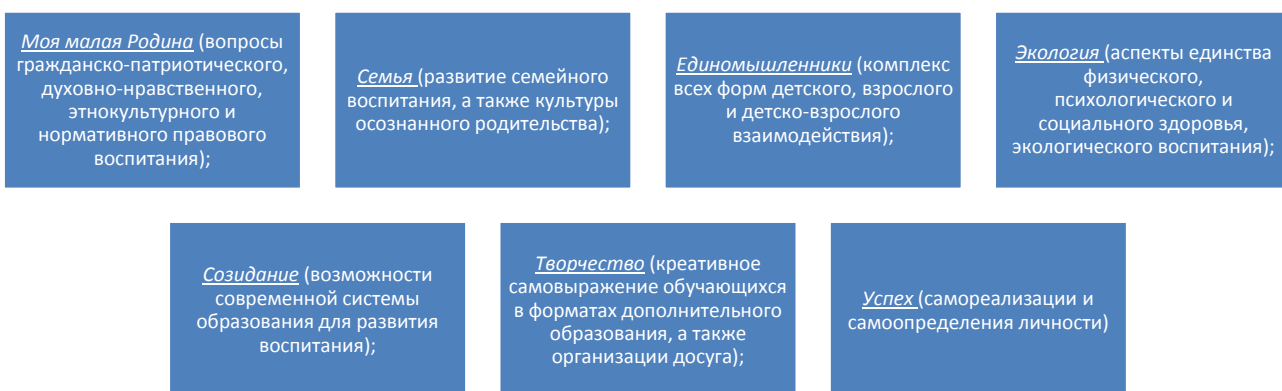 Моя малая Родина (вопросы
гражданско-патриотического,
духовно-нравственного,
этнокультурного и
нормативного правового
воспитания);
Семья (развитие семейного
воспитания, а также культуры
осознанного родительства);
Единомышленники (комплекс
всех форм детского, взрослого
и детско-взрослого
взаимодействия);
Экология (аспекты единства
физического,
психологического и
социального здоровья,
экологического воспитания);
Созидание (возможности
современной системы
образования для развития
воспитания);
Творчество (креативное
самовыражение обучающихся
в форматах дополнительного
образования, а также
организации досуга);
Успех (самореализации и
самоопределения личности)